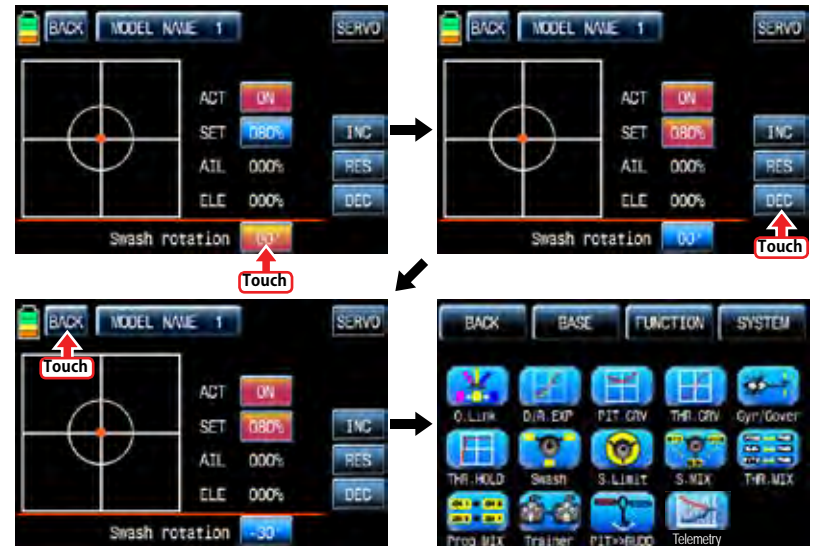 BACK MODEL NAME 1 SERVO
ACT ON
SET 080% INC
AIL 000% RES
ELE 000% DEC
Swash rotation 00°
Touch
BACK MODEL NAME 1 SERVO
ACT ON
SET 080% INC
AIL 000% RES
ELE 000% DEC
Touch
Swash rotation 00°
BACK MODEL NAME 1 SERVO
Touch
ACT ON
SET 080% INC
AIL 000% RES
ELE 000% DEC
Swash rotation -30
BACK BASE FUNCTION SYSTEM
Q.Link D/R.EXP PIT CRV THR.CRV Gyr/Gover
THR.HOLD Swash S.Limit S.MIX THR.MIX
Prog.MIX Trainer PIT>>RUDD Telemetry